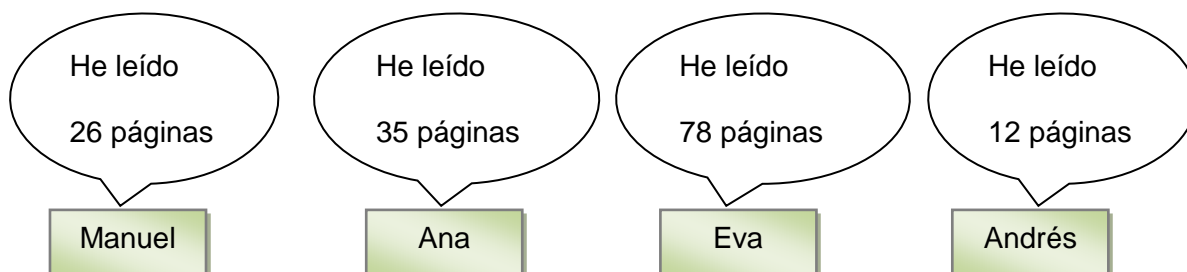 He leído
26 páginas
Manuel
He leído
35 páginas
Ana
He leído
78 páginas
Eva
He leído
12 páginas
Andrés